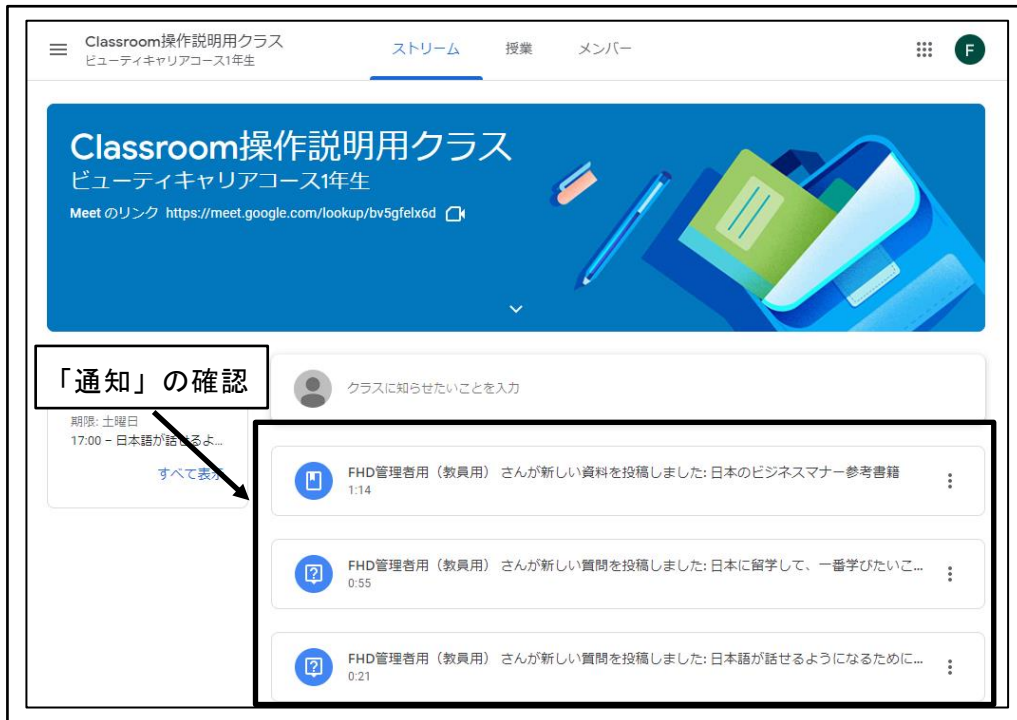 Classroom操作説明用クラス
ビューティキャリアコース1年生
ストリーム 授業 メンバー
F
Classroom操作説明用クラス
ビューティキャリアコース1年生
Meet のリンク https://meet.google.com/lookup/bv5gfelx6d
「通知」の確認
クラスに知らせたいことを入力
期限: 土曜日
17:00 – 日本語が話せるよ...
すべて表示
FHD管理者用（教員用） さんが新しい資料を投稿しました: 日本のビジネスマナー参考書籍
1:14
FHD管理者用（教員用） さんが新しい質問を投稿しました: 日本に留学して、一番学びたいこ...
0:55
FHD管理者用（教員用） さんが新しい質問を投稿しました: 日本語が話せるようになるために...
0:21